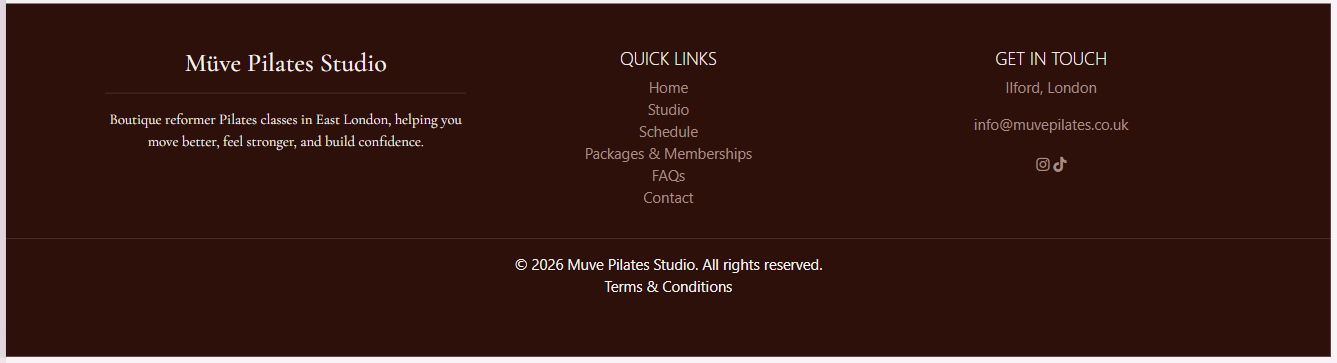 Müve Pilates Studio
Boutique reformer Pilates classes in East London, helping you
move better, feel stronger, and build confidence.
QUICK LINKS
Home
Studio
Schedule
Packages & Memberships
FAQs
Contact
GET IN TOUCH
Ilford, London
info@muvepilates.co.uk
© 2026 Muve Pilates Studio. All rights reserved.
Terms & Conditions